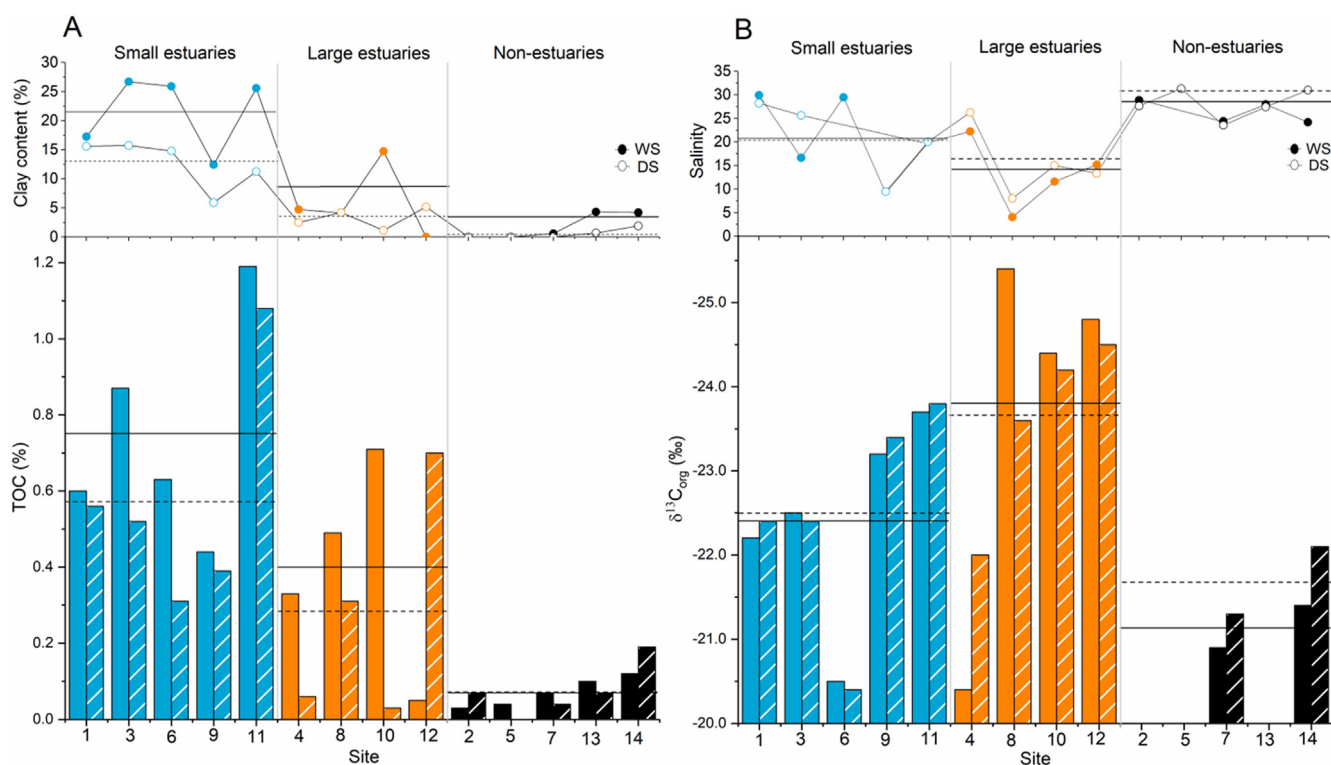 A
Small estuaries
Large estuaries
Non-estuaries
Clay content (%)
35
30
25
20
15
10
5
0
WS
DS
TOC (%)
1.2
1.0
0.8
0.6
0.4
0.2
0.0
1 3 6 9 11 4 8 10 12 2 5 7 13 14
Site
B
Small estuaries
Large estuaries
Non-estuaries
Salinity
35
30
25
20
15
10
5
0
WS
DS
δ¹³Corg (‰)
-25.0
-24.0
-23.0
-22.0
-21.0
-20.0
1 3 6 9 11 4 8 10 12 2 5 7 13 14
Site